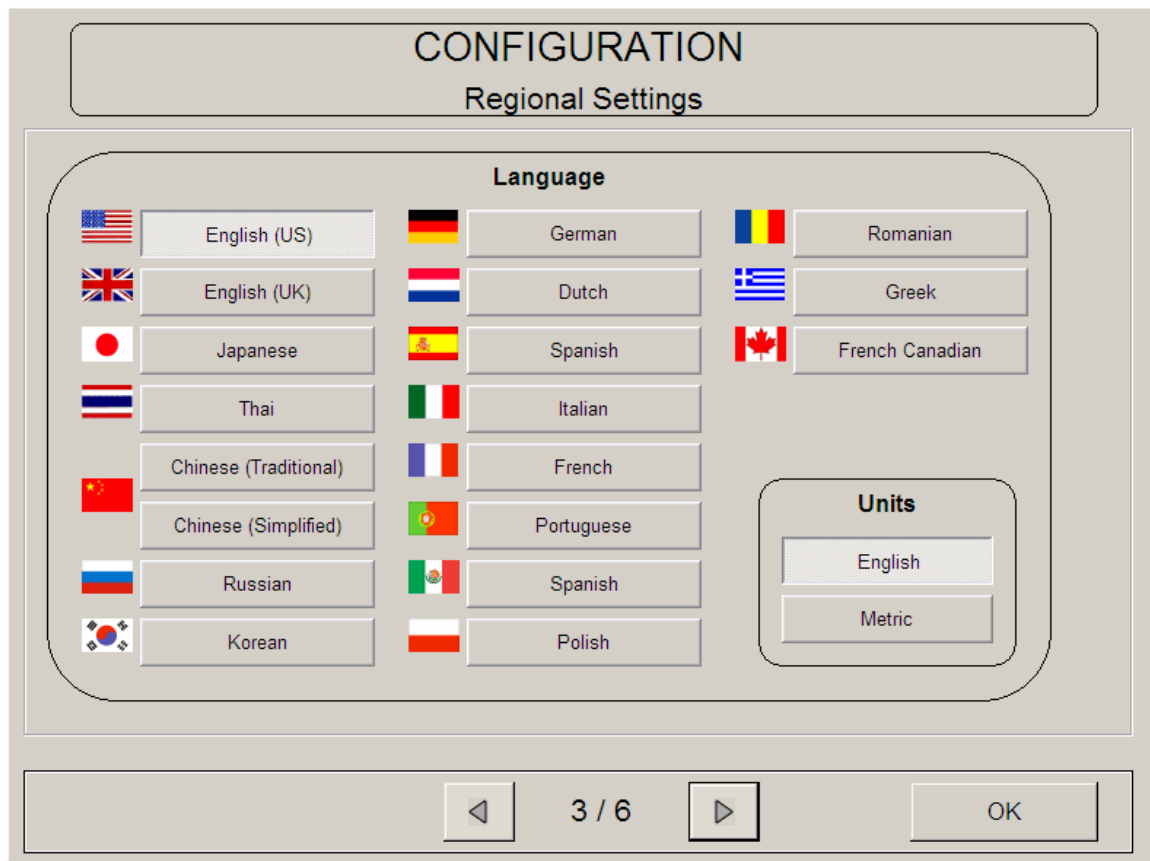 CONFIGURATION
Regional Settings
Language
English (US)
English (UK)
Japanese
Thai
Chinese (Traditional)
Chinese (Simplified)
Russian
Korean
German
Dutch
Spanish
Italian
French
Portuguese
Spanish
Polish
Romanian
Greek
French Canadian
Units
English
Metric
3 / 6
OK